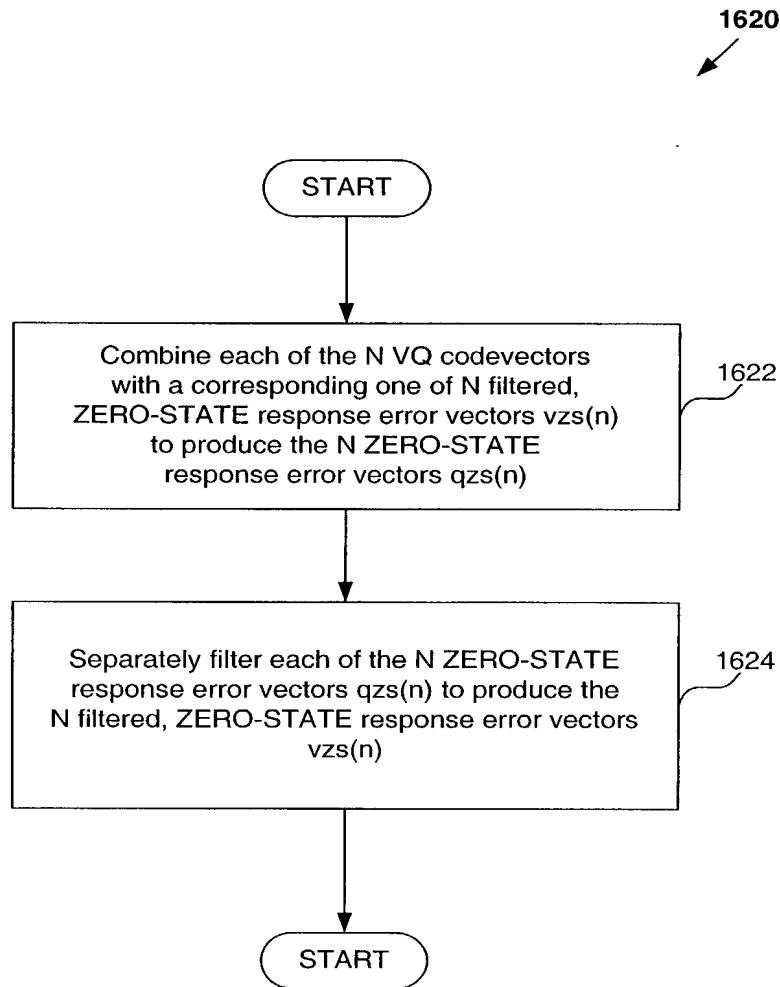 1620
START
Combine each of the N VQ codevectors
with a corresponding one of N filtered,
ZERO-STATE response error vectors vzs(n)
to produce the N ZERO-STATE
response error vectors qzs(n)
1622
Separately filter each of the N ZERO-STATE
response error vectors qzs(n) to produce the
N filtered, ZERO-STATE response error vectors
vzs(n)
1624
START